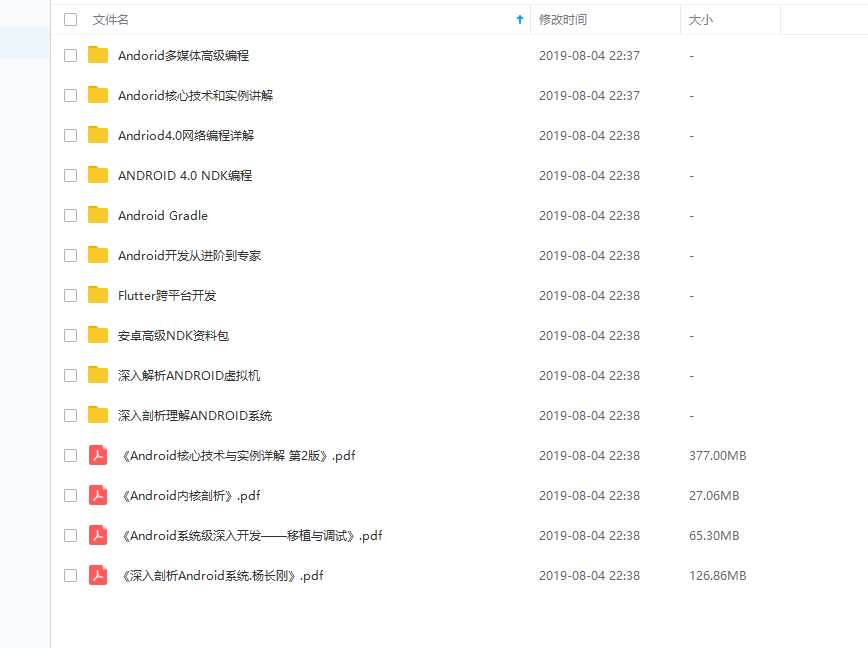 文件名 修改时间 大小
Andorid多媒体高级编程 2019-08-04 22:37 -
Andorid核心技术和实例讲解 2019-08-04 22:37 -
Andriod4.0网络编程详解 2019-08-04 22:38 -
ANDROID 4.0 NDK编程 2019-08-04 22:38 -
Android Gradle 2019-08-04 22:38 -
Android开发从进阶到专家 2019-08-04 22:38 -
Flutter跨平台开发 2019-08-04 22:38 -
安卓高级NDK资料包 2019-08-04 22:38 -
深入解析ANDROID虚拟机 2019-08-04 22:38 -
深入剖析理解ANDROID系统 2019-08-04 22:38 -
《Android核心技术与实例详解 第2版》.pdf 2019-08-04 22:38 377.00MB
《Android内核剖析》.pdf 2019-08-04 22:38 27.06MB
《Android系统级深入开发——移植与调试》.pdf 2019-08-04 22:38 65.30MB
《深入剖析Android系统.杨长刚》.pdf 2019-08-04 22:38 126.86MB